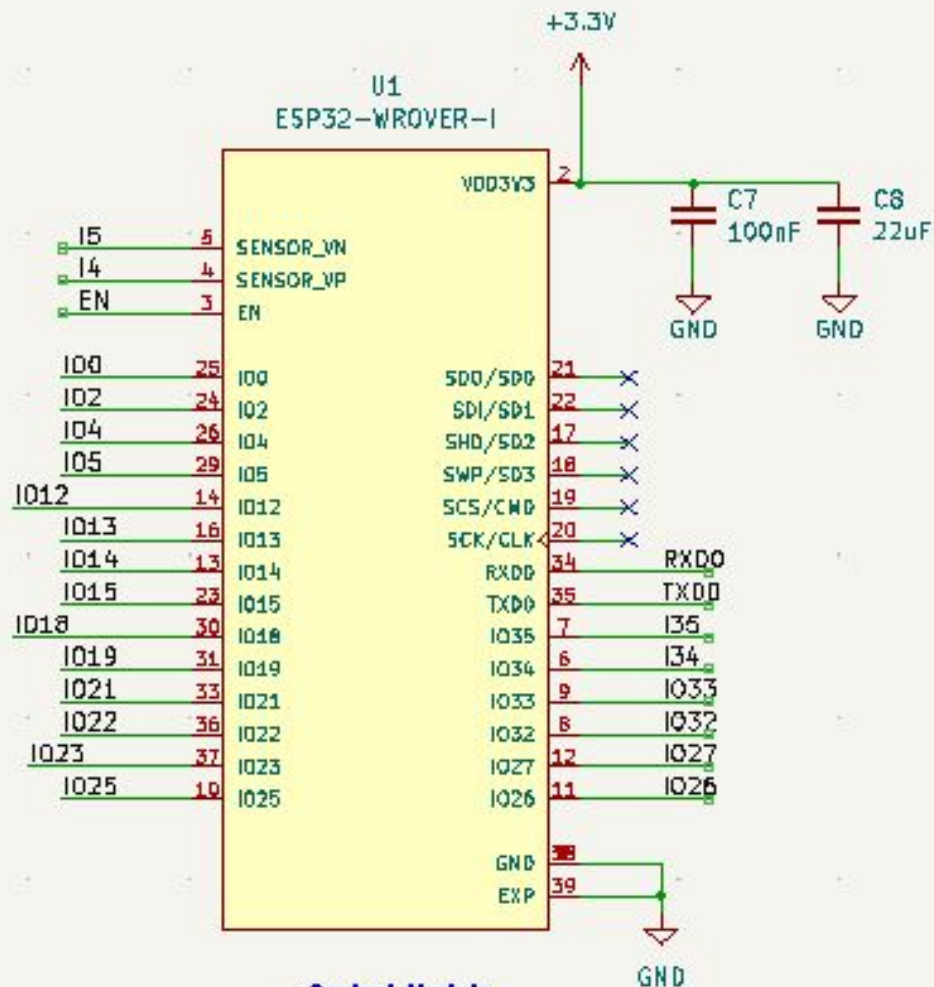 +3.3V
U1
ESP32-WROVER-I
VDD3V3 2
C7
100nF
22uF
GND
GND
I5 5 SENSOR_VN
I4 4 SENSOR_VP
EN 3 EN
IO0 25 IO0 SDO/SD0 21
IO2 24 IO2 SDI/SD1 22
IO4 26 IO4 SHD/SD2 17
IO5 29 IO5 SWP/SD3 18
IO12 14 IO12 SCS/CMD 19
IO13 16 IO13 SCK/CLK 20
IO14 13 IO14 RXD0 34 RXD0
IO15 23 IO15 TXD0 35 TXD0
IO18 30 IO18 IO35 7 I35
IO19 31 IO19 IO34 6 I34
IO21 33 IO21 IO33 9 IO33
IO22 36 IO22 IO32 8 IO32
IO23 37 IO23 IO27 12 IO27
IO25 10 IO25 IO26 11 IO26
GND
EXP 39
GND